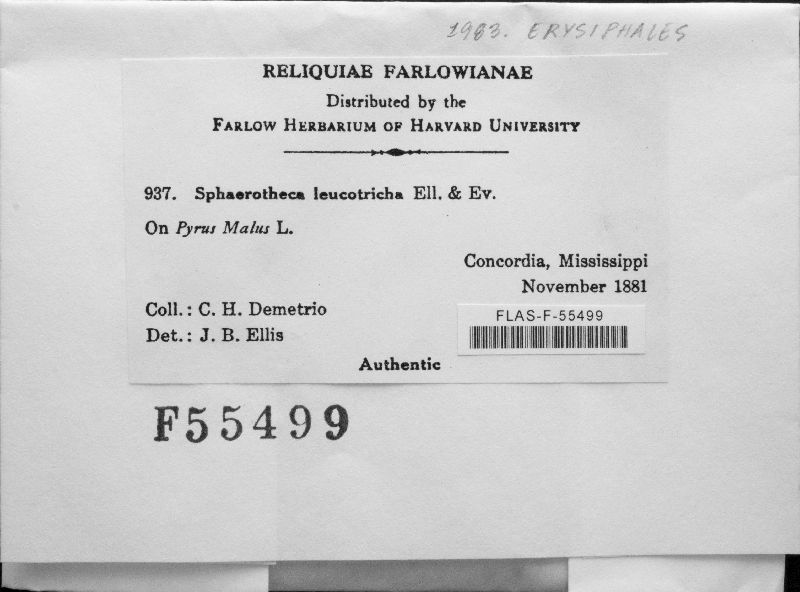 1983. ERYSIPHALES
RELIQUIAE FARLOWIANAE
Distributed by the
FARLOW HERBARIUM OF HARVARD UNIVERSITY
937. Sphaerotheca leucotricha Ell. & Ev.
On Pyrus Malus L.
Concordia, Mississippi
November 1881
Coll.: C. H. Demetrio
Det.: J. B. Ellis
FLAS-F-55499
Authentic
F55499